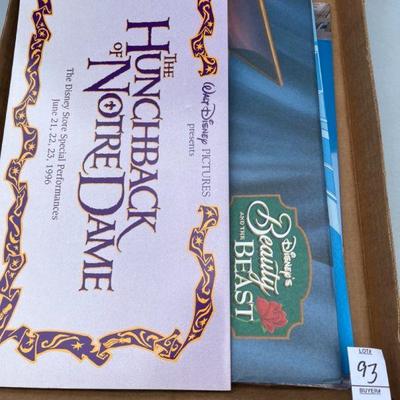 WALT DISNEY PICTURES
presents
THE
HUNCHBACK
OF NOTRE DAME
The Disney Store Special Performances
June 21, 22, 23, 1996
DISNEY'S
Beauty
AND THE
BEAST
LOT#
93
BUYER#